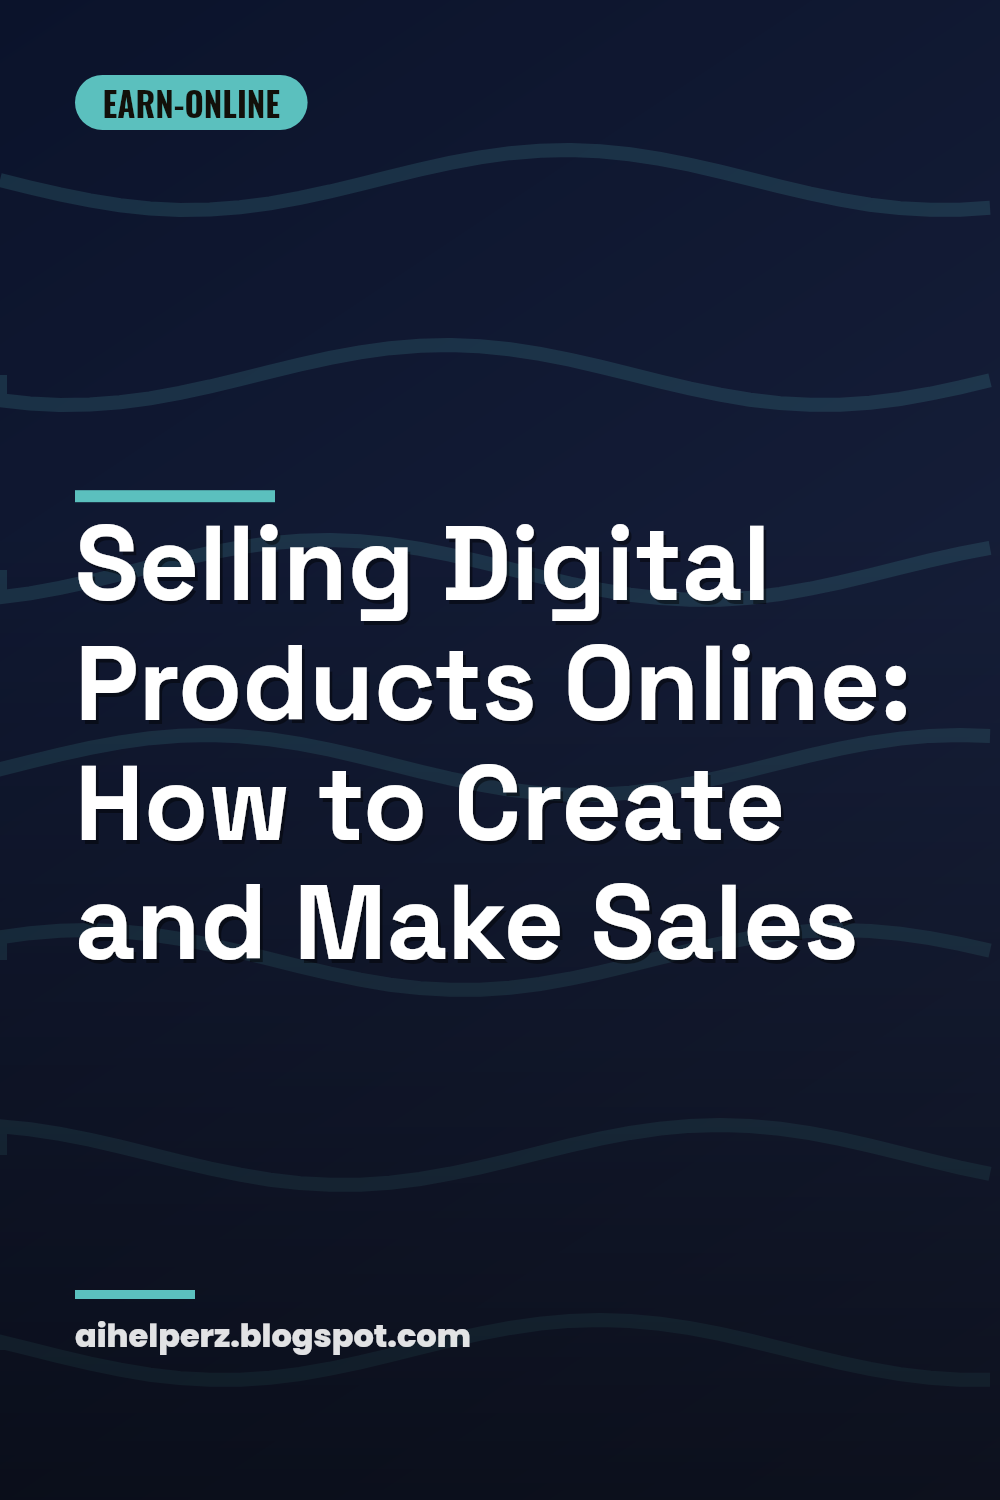 EARN-ONLINE
Selling Digital
Products Online:
How to Create
and Make Sales
aihelperz.blogspot.com